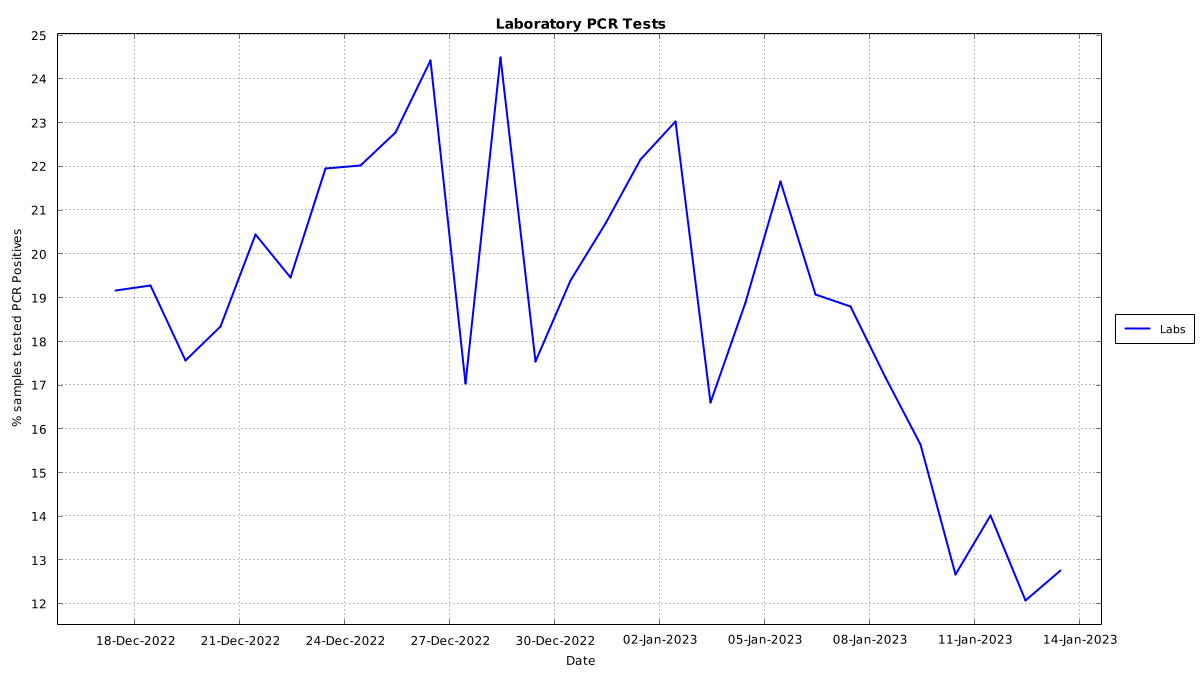 Laboratory PCR Tests
25
24
23
22
21
20
19
18
17
16
15
14
13
12
% samples tested PCR Positives
18-Dec-2022 21-Dec-2022 24-Dec-2022 27-Dec-2022 30-Dec-2022 02-Jan-2023 05-Jan-2023 08-Jan-2023 11-Jan-2023 14-Jan-2023
Date
Labs